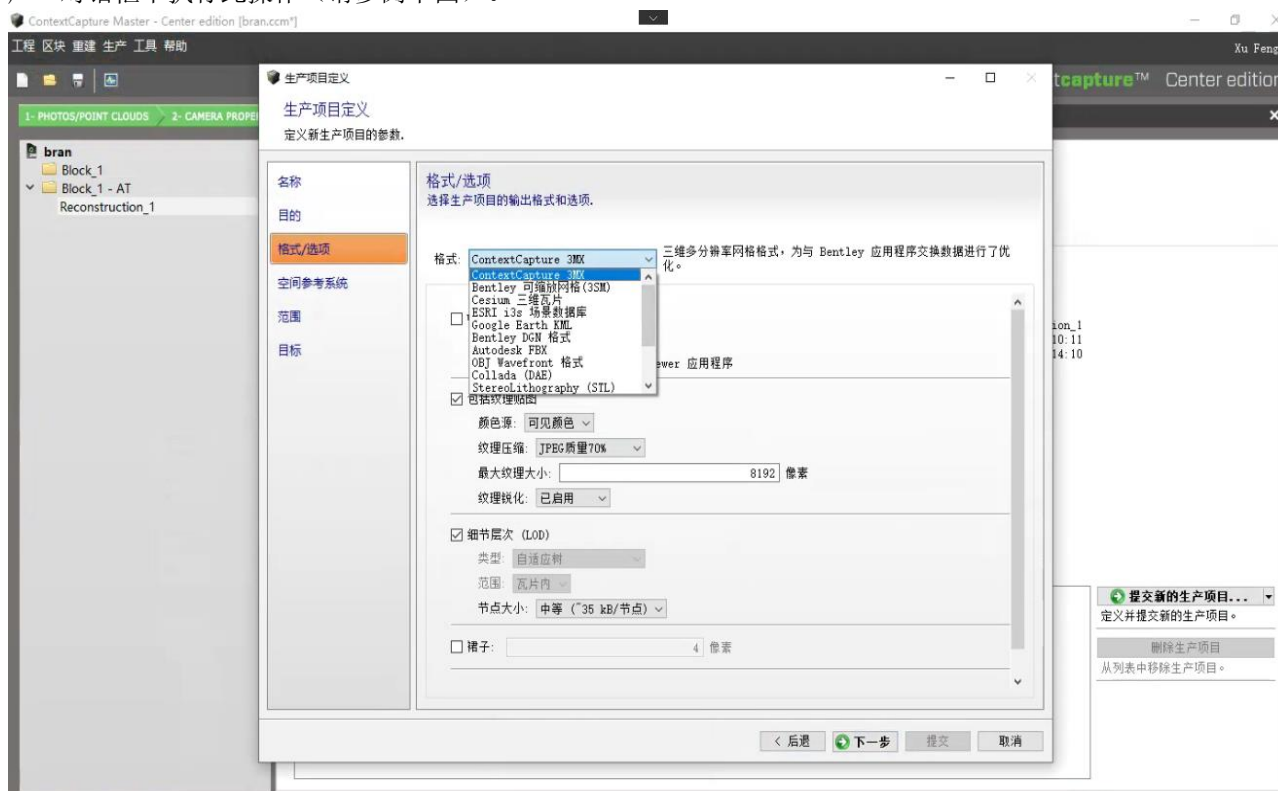 ContextCapture Master - Center edition [bran.ccm*]
工程 区块 重建 生产 工具 帮助
Xu Feng
生产项目定义
tcapture™ Center edition
1- PHOTOS/POINT CLOUDS
2- CAMERA PROPE
生产项目定义
定义新生产项目的参数.
bran
Block_1
Block_1 - AT
Reconstruction_1
名称
目的
格式/选项
空间参考系统
范围
目标
格式/选项
选择生产项目的输出格式和选项.
格式:
ContextCapture 3MX
三维多分辨率网格格式，为与 Bentley 应用程序交换数据进行了优
化。
ContextCapture 3MX
Bentley 可缩放网格(3SM)
Cesium 三维瓦片
ESRI i3s 场景数据库
Google Earth KML
Bentley DGN 格式
Autodesk FBX
OBJ Wavefront 格式
Collada (DAE)
StereoLithography (STL)
ewer 应用程序
包括纹理贴图
颜色源: 可见颜色
纹理压缩: JPEG质量70%
最大纹理大小: 8192 像素
纹理锐化: 已启用
细节层次 (LOD)
类型: 自适应树
范围: 瓦片内
节点大小: 中等 (~35 kB/节点)
裙子: 4 像素
ion_1
10:11
14:10
提交新的生产项目...
定义并提交新的生产项目。
删除生产项目
从列表中移除生产项目。
< 后退
下一步
提交
取消